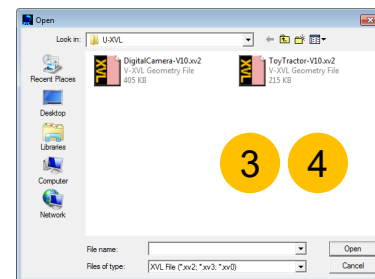 Open
Look in:
U-XVL
Recent Places
Desktop
Libraries
Computer
Network
XVL
DigitalCamera-V10.xv2
V-XVL Geometry File
405 KB
XVL
ToyTractor-V10.xv2
V-XVL Geometry File
215 KB
3
4
File name:
Open
Files of type:
XVL File (*.xv2; *.xv3; *.xv0)
Cancel